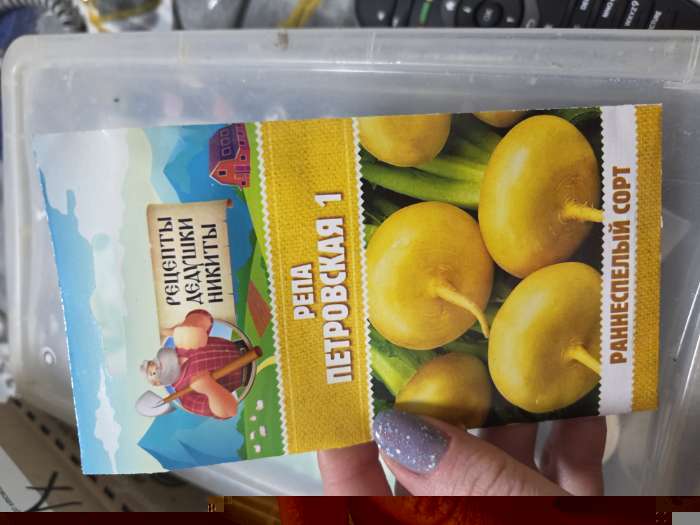 РЕЦЕПТЫ
ДЕДУШКИ
НИКИТЫ
РЕПА
ПЕТРОВСКАЯ 1
РАННЕСПЕЛЫЙ СОРТ